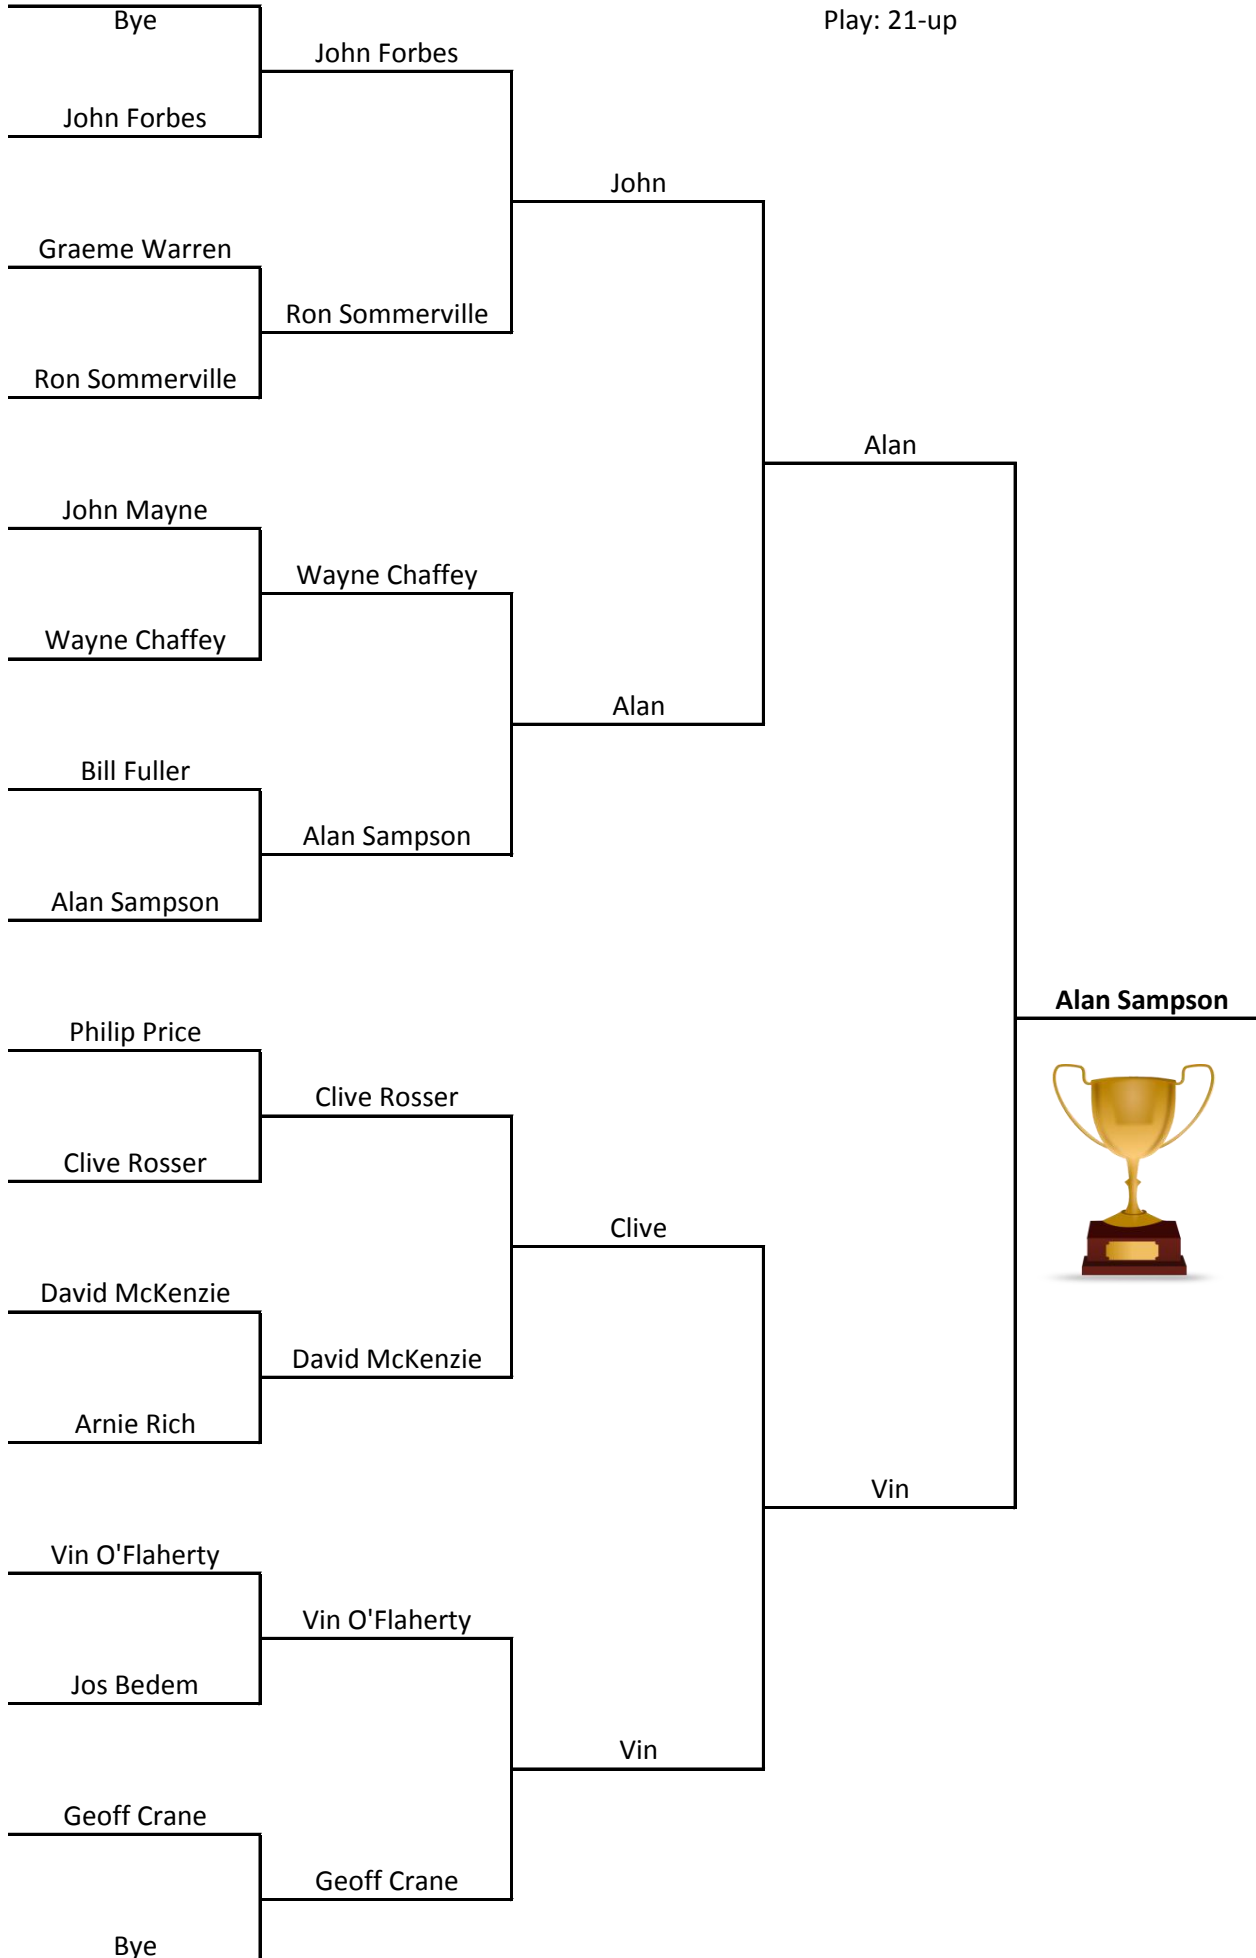 Bye
Play: 21-up
John Forbes
John Forbes
John
Graeme Warren
Ron Sommerville
Ron Sommerville
Alan
John Mayne
Wayne Chaffey
Wayne Chaffey
Alan
Bill Fuller
Alan Sampson
Alan Sampson
Alan Sampson
Philip Price
Clive Rosser
Clive Rosser
Clive
David McKenzie
David McKenzie
Arnie Rich
Vin
Vin O'Flaherty
Vin O'Flaherty
Jos Bedem
Vin
Geoff Crane
Geoff Crane
Bye